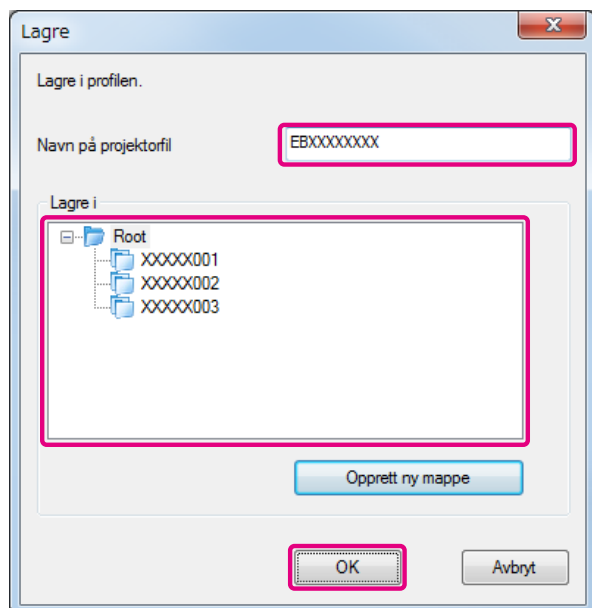 Lagre
Lagre i profilen.
Navn på projektorfil EBXXXXXXXX
Lagre i
Root
XXXXX001
XXXXX002
XXXXX003
Opprett ny mappe
OK Avbryt